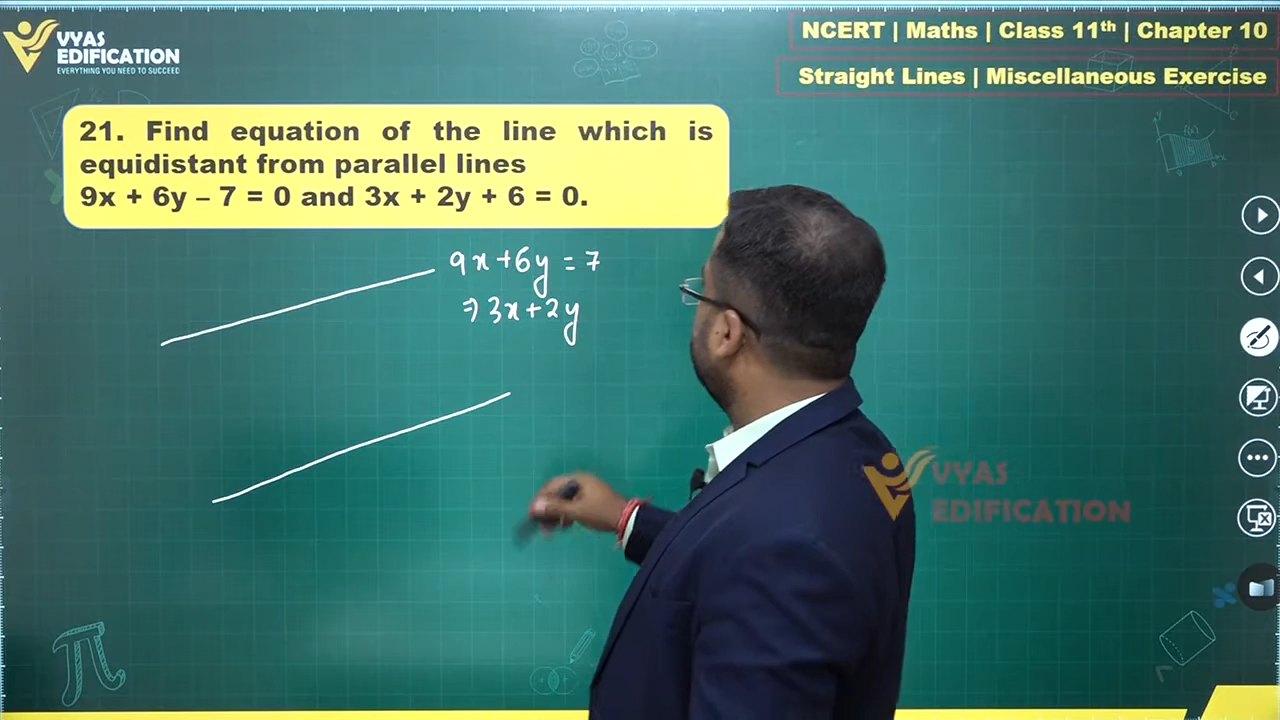 VYAS
EDIFICATION
EVERYTHING YOU NEED TO SUCCEED
NCERT | Maths | Class 11th | Chapter 10
Straight Lines | Miscellaneous Exercise
21. Find equation of the line which is
equidistant from parallel lines
9x + 6y – 7 = 0 and 3x + 2y + 6 = 0.
9x+6y = 7
⇒ 3x+2y
VYAS
EDIFICATION
π